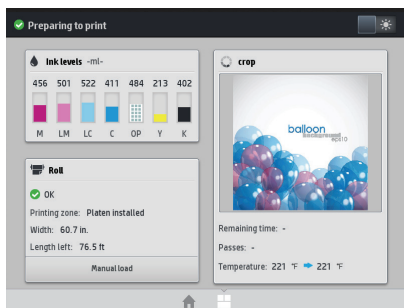 Preparing to print
Ink levels -ml-
456 501 522 411 484 213 402
M LM LC C OP Y K
Roll
OK
Printing zone: Platen installed
Width: 60.7 in.
Length left: 76.5 ft
Manual load
crop
balloon
background
eps10
Remaining time: -
Passes: -
Temperature: 221 °F 221 °F